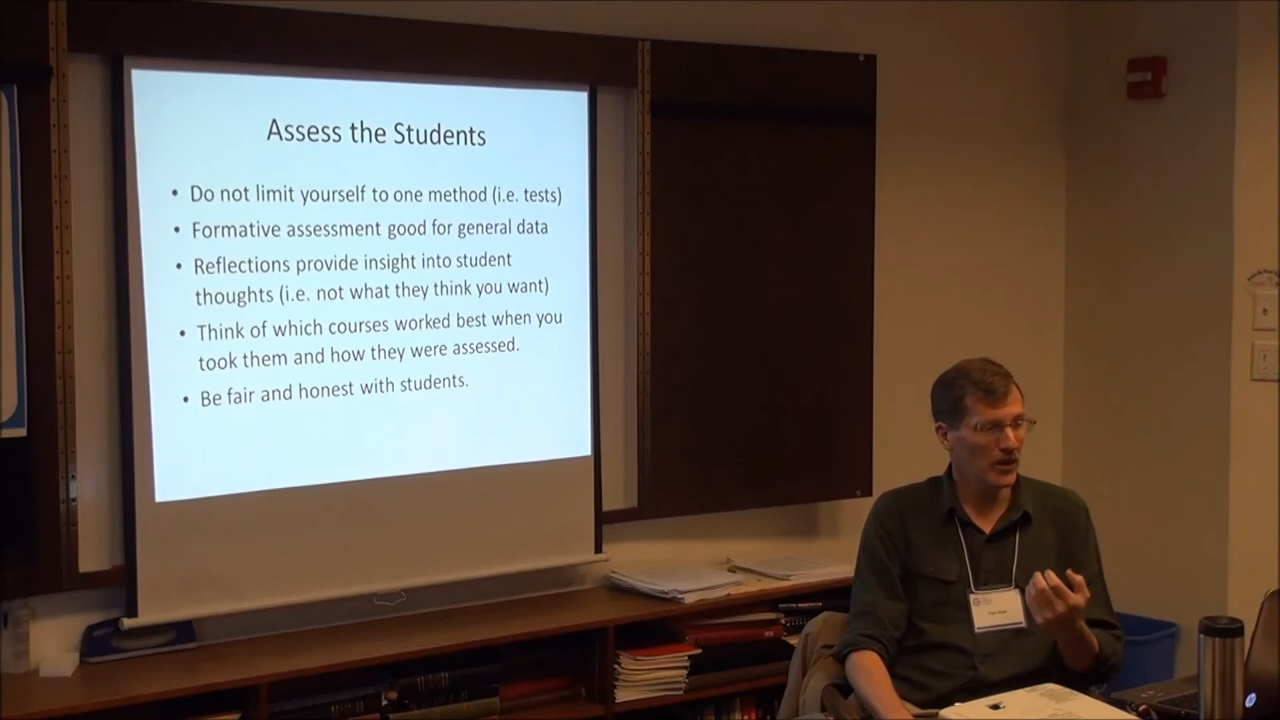 Assess the Students
• Do not limit yourself to one method (i.e. tests)
• Formative assessment good for general data
• Reflections provide insight into student
thoughts (i.e. not what they think you want)
• Think of which courses worked best when you
took them and how they were assessed.
• Be fair and honest with students.